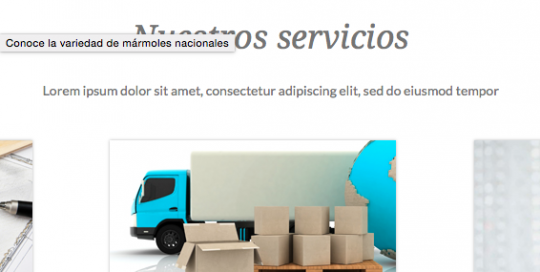 Nuestros servicios
Conoce la variedad de mármoles nacionales
Lorem ipsum dolor sit amet, consectetur adipiscing elit, sed do eiusmod tempor